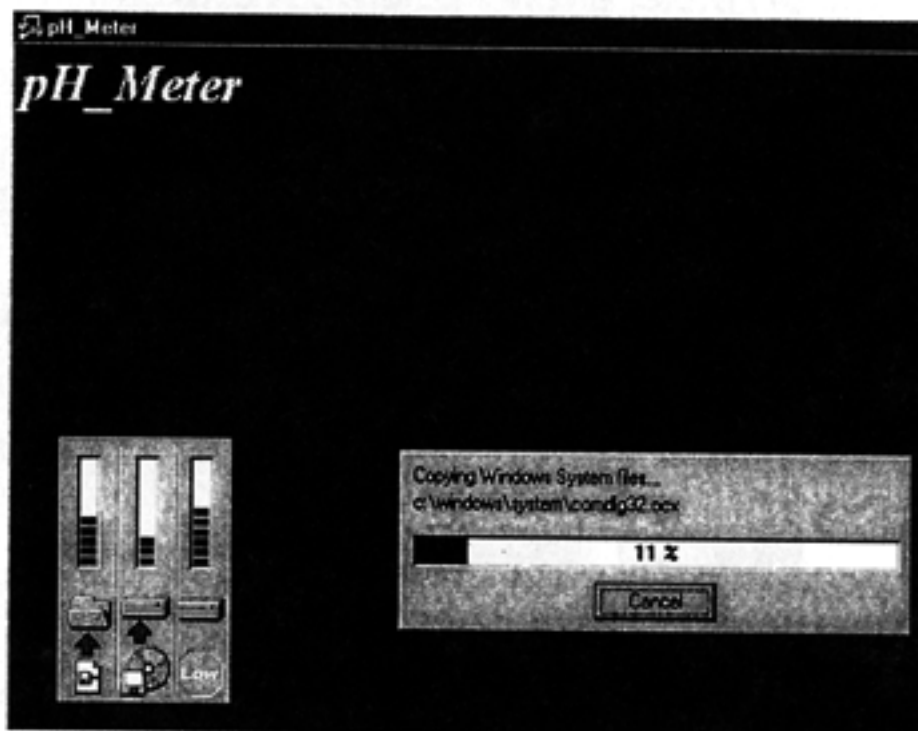 pH_Meter
pH_Meter
Copying Windows System files...
c:\windows\system\comdlg32.ocx
11 %
Cancel
Low